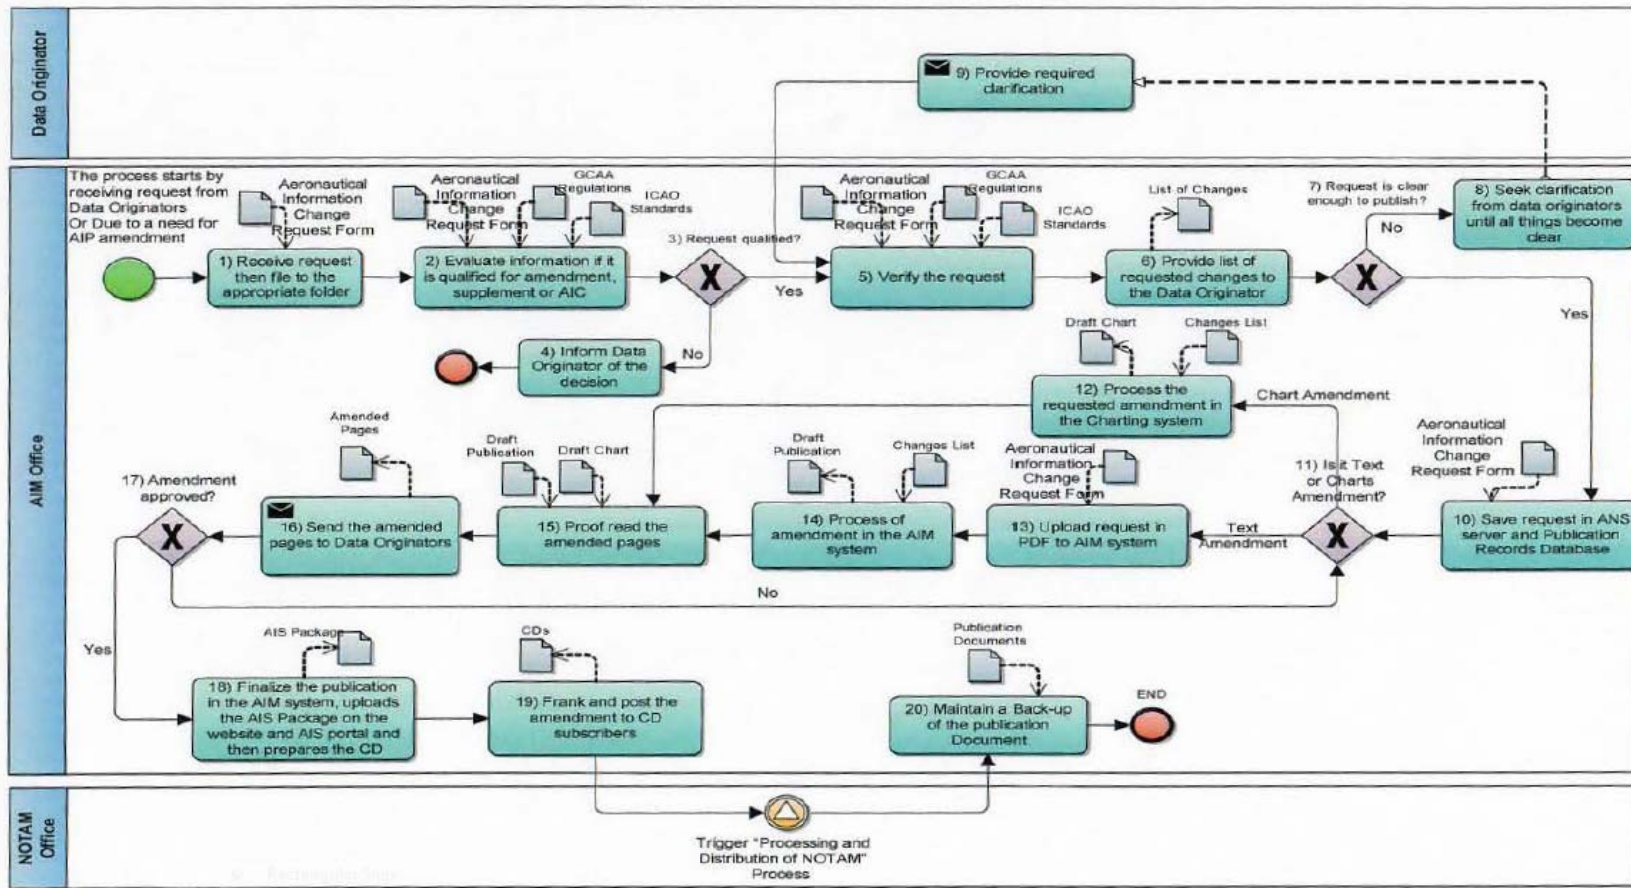 Data Originator
9) Provide required
clarification
AIM Office
The process starts by
receiving request from
Data Originators
Or Due to a need for
AIP amendment
Aeronautical
Information
Change
Request Form
1) Receive request
then file to the
appropriate folder
Aeronautical
Information
Change
Request Form
GCAA
Regulations
ICAO
Standards
2) Evaluate information if it
is qualified for amendment,
supplement or AIC
3) Request qualified?
Yes
No
4) Inform Data
Originator of the
decision
Aeronautical
Information
Change
Request Form
GCAA
Regulations
ICAO
Standards
5) Verify the request
List of Changes
6) Provide list of
requested changes to
the Data Originator
7) Request is clear
enough to publish?
No
Yes
8) Seek clarification
from data originators
until all things become
clear
Aeronautical
Information
Change
Request Form
10) Save request in ANS
server and Publication
Records Database
11) Is it Text
or Charts
Amendment?
Chart Amendment
Draft Chart
Changes List
12) Process the
requested amendment in
the Charting system
Text
Amendment
Aeronautical
Information
Change
Request Form
13) Upload request in
PDF to AIM system
Draft
Publication
Changes List
14) Process of
amendment in the AIM
system
Draft
Publication
Draft Chart
15) Proof read the
amended pages
Amended
Pages
16) Send the amended
pages to Data Originators
17) Amendment
approved?
No
Yes
AIS Package
18) Finalize the publication
in the AIM system, uploads
the AIS Package on the
website and AIS portal and
then prepares the CD
CDs
19) Frank and post the
amendment to CD
subscribers
Publication
Documents
20) Maintain a Back-up
of the publication
Document
END
NOTAM
Office
Trigger "Processing and
Distribution of NOTAM"
Process